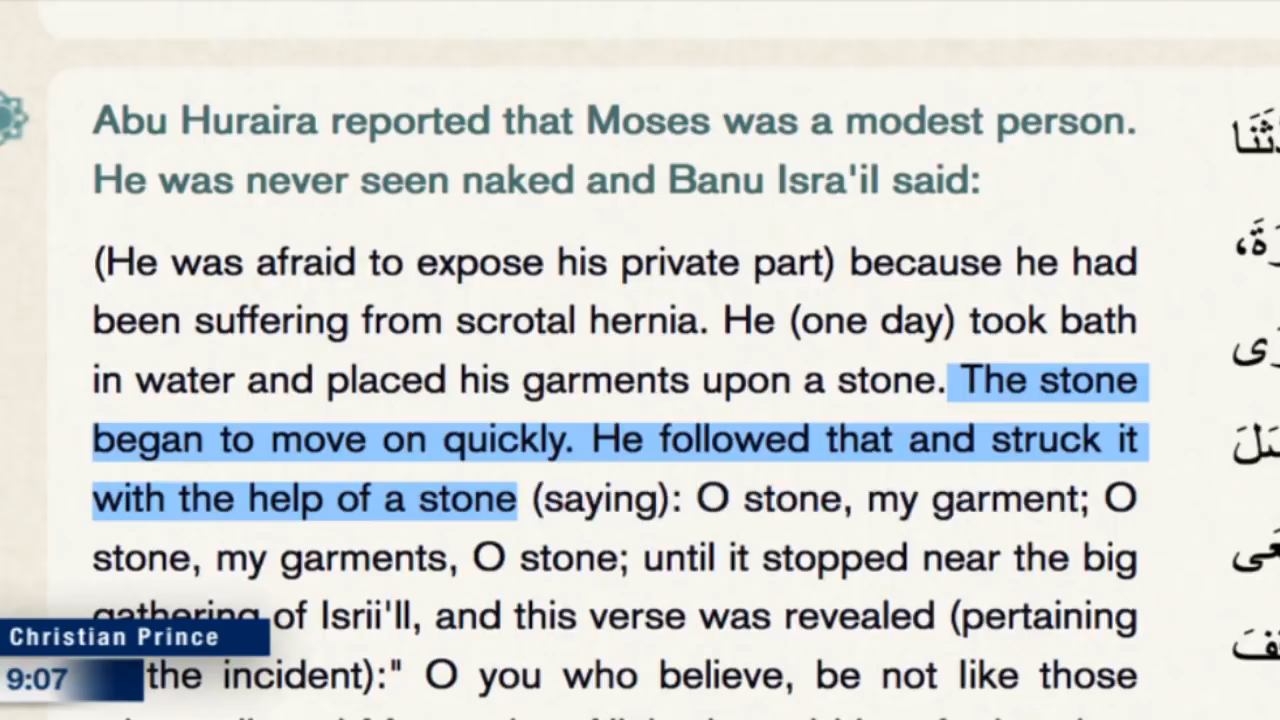 Abu Huraira reported that Moses was a modest person.
He was never seen naked and Banu Isra'il said:
(He was afraid to expose his private part) because he had
been suffering from scrotal hernia. He (one day) took bath
in water and placed his garments upon a stone. The stone
began to move on quickly. He followed that and struck it
with the help of a stone (saying): O stone, my garment; O
stone, my garments, O stone; until it stopped near the big
gathering of Isrii'll, and this verse was revealed (pertaining
the incident):" O you who believe, be not like those
Christian Prince
9:07